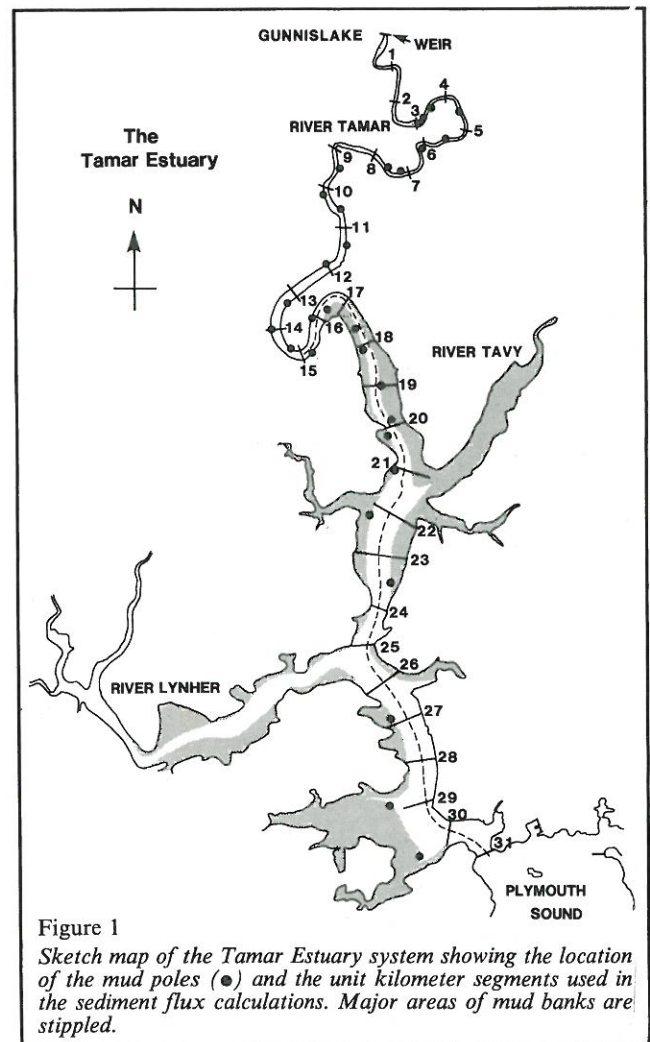 GUNNISLAKE
WEIR
1
2
3
4
5
RIVER TAMAR
6
7
8
9
The
Tamar Estuary
N
10
11
12
13
14
15
16
17
18
RIVER TAVY
19
20
21
22
23
24
25
26
RIVER LYNHER
27
28
29
30
31
PLYMOUTH
SOUND
Figure 1
Sketch map of the Tamar Estuary system showing the location
of the mud poles (●) and the unit kilometer segments used in
the sediment flux calculations. Major areas of mud banks are
stippled.